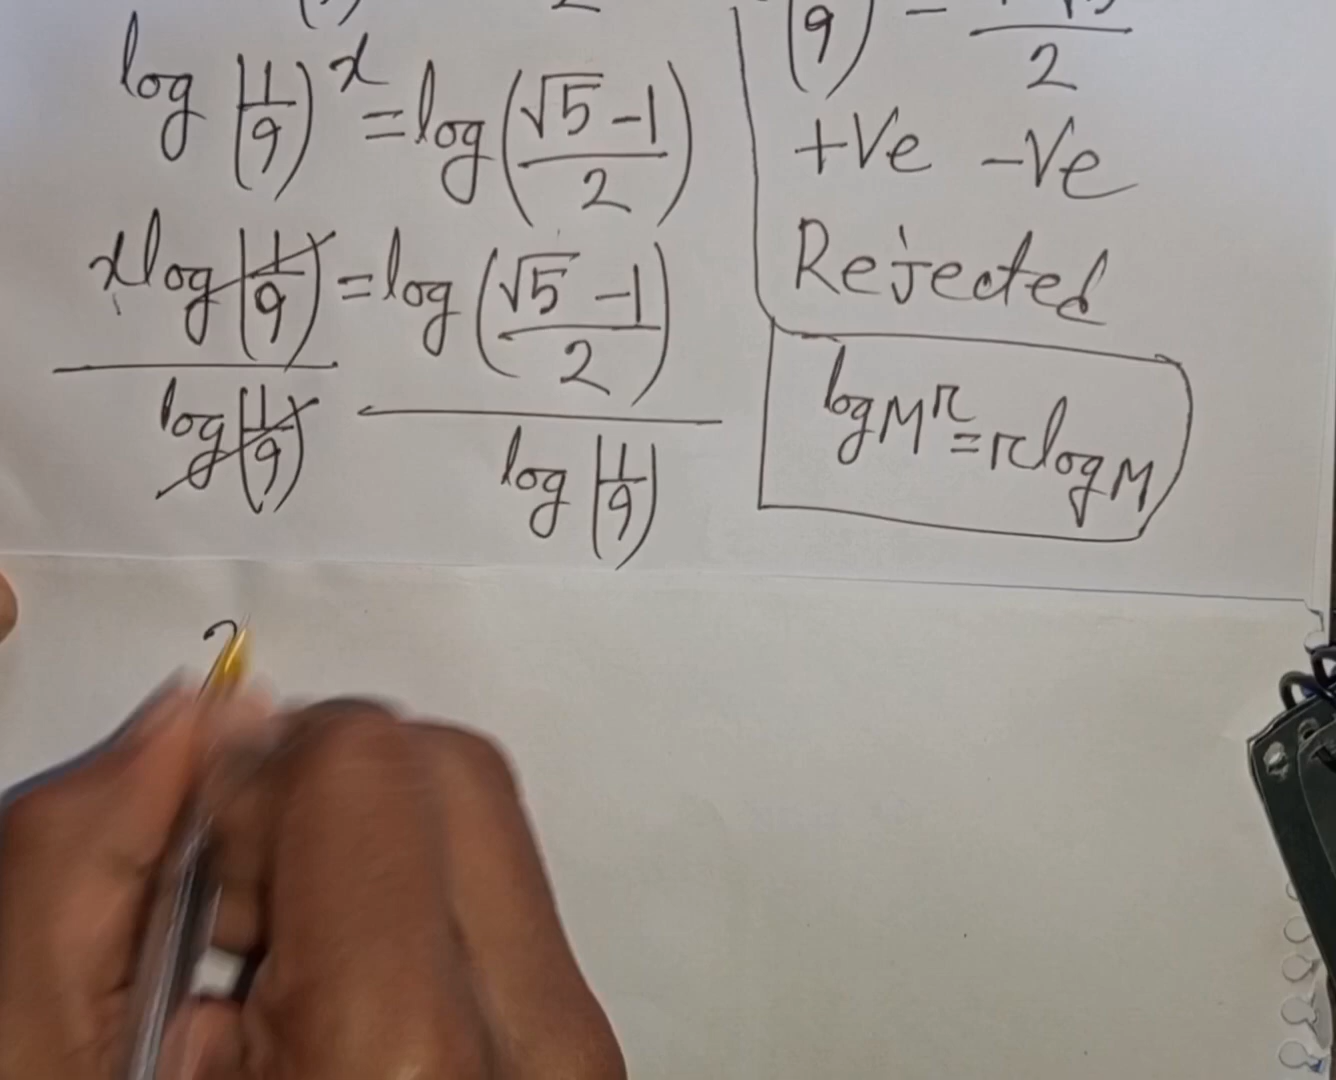 log (1/9)^x = log((√5-1)/2)
x log (1/9) = log((√5-1)/2)
log (1/9)    log (1/9)
(9) = 2
+Ve -Ve
Rejected
log M^r = r log M